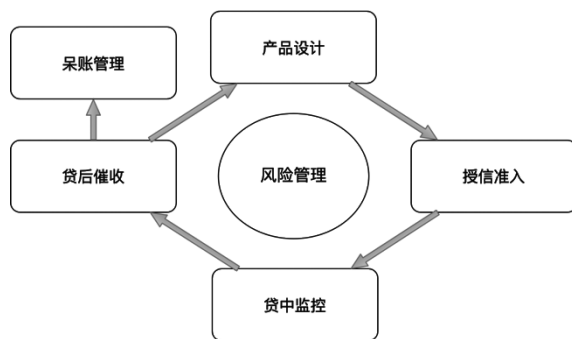 产品设计
呆账管理
贷后催收
风险管理
授信准入
贷中监控